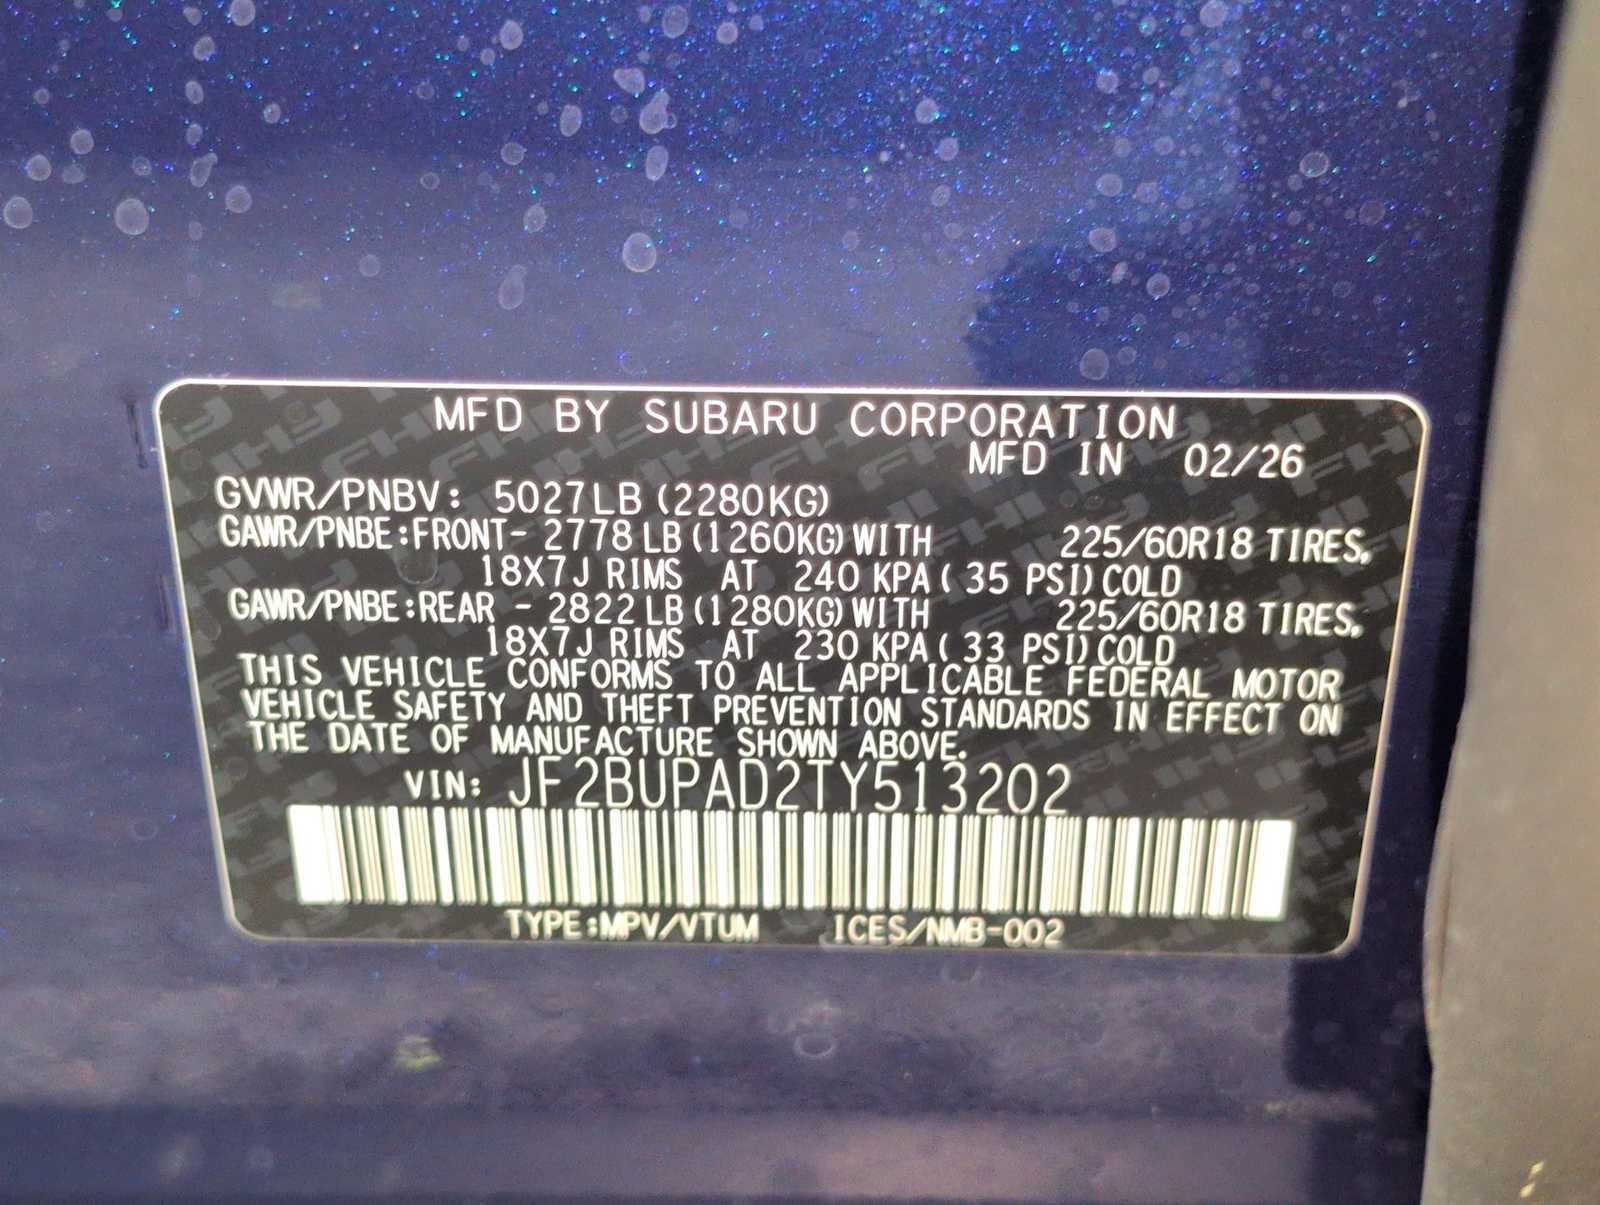 MFD BY SUBARU CORPORATION
MFD IN 02/26
GVWR/PNBV: 5027LB (2280KG)
GAWR/PNBE:FRONT- 2778 LB (1260KG) WITH 225/60R18 TIRES,
18X7J RIMS AT 240 KPA ( 35 PSI) COLD
GAWR/PNBE:REAR - 2822 LB (1280KG) WITH 225/60R18 TIRES,
18X7J RIMS AT 230 KPA ( 33 PSI) COLD
THIS VEHICLE CONFORMS TO ALL APPLICABLE FEDERAL MOTOR
VEHICLE SAFETY AND THEFT PREVENTION STANDARDS IN EFFECT ON
THE DATE OF MANUFACTURE SHOWN ABOVE.
VIN: JF2BUPAD2TY513202
TYPE:MPV/VTUM ICES/NMB-002